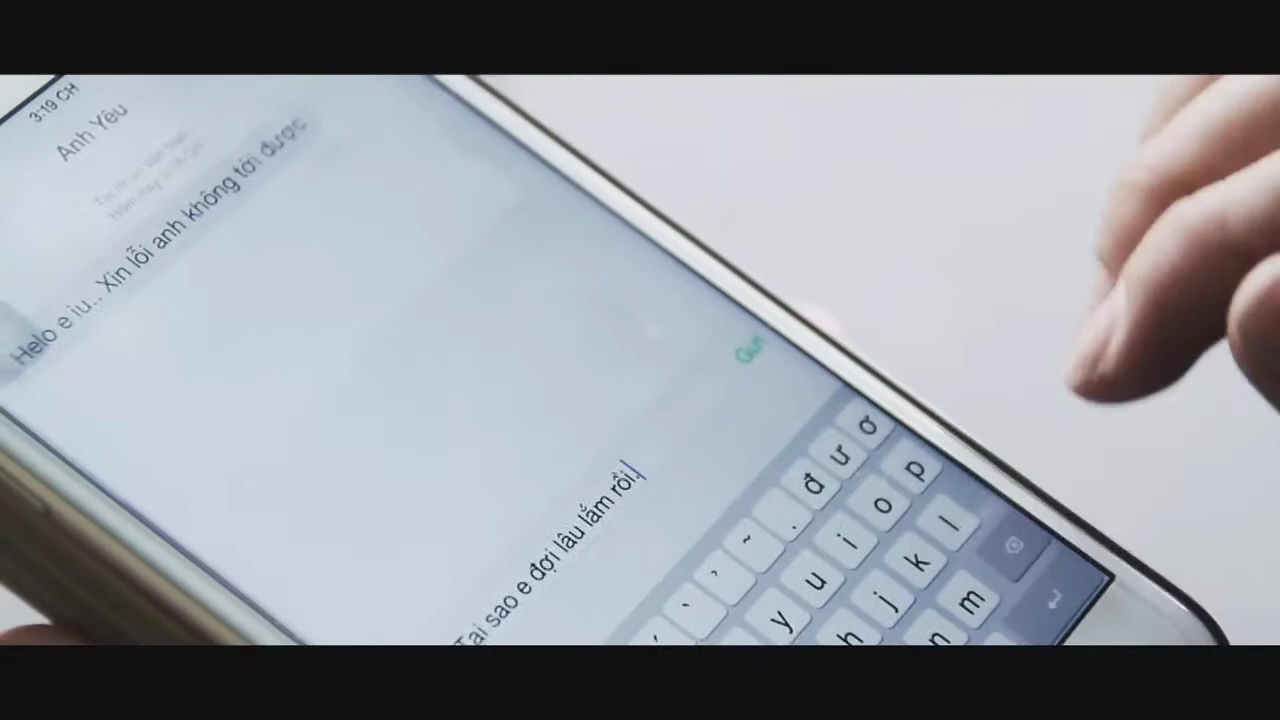 3:19 CH
Anh Yêu
Helo e iu.. Xin lỗi anh không tới được
Gửi
Tại sao e đợi lâu lắm rồi.
đ ư ơ
y u i o p
h j k l
n m